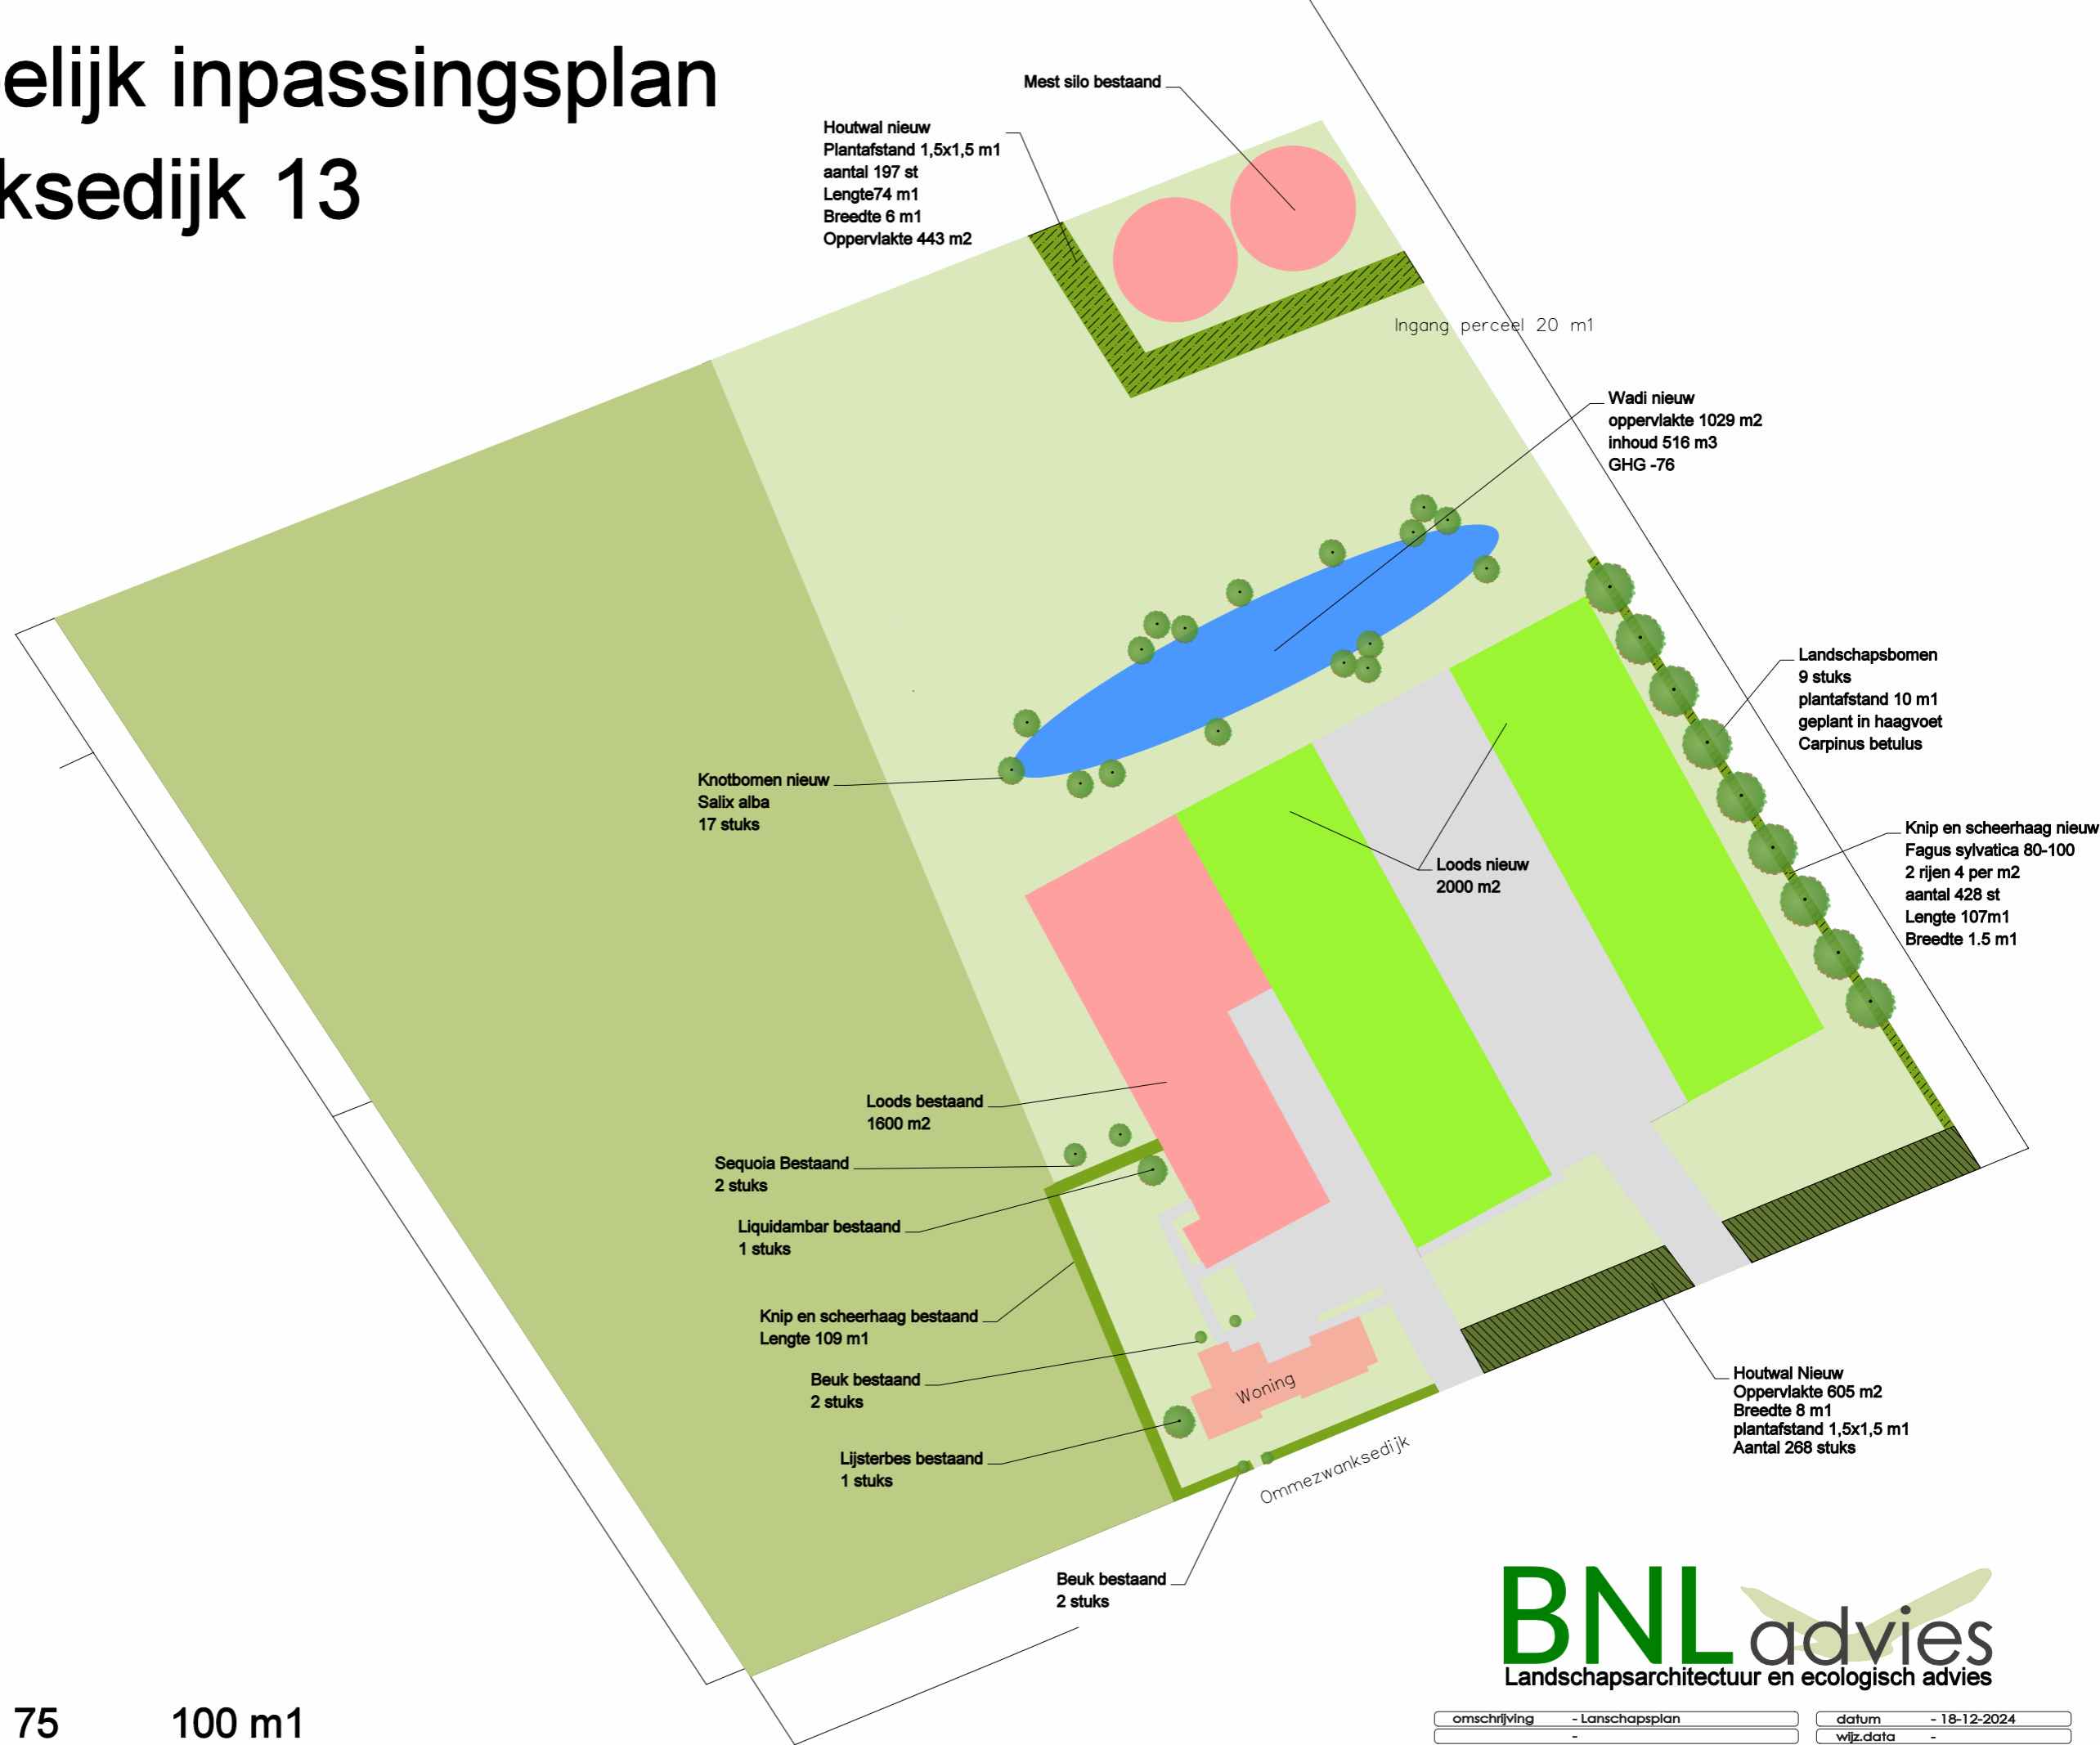 elijk inpassingsplan
ksedijk 13
Mest silo bestaand
Houtwal nieuw
Plantafstand 1,5x1,5 m1
aantal 197 st
Lengte74 m1
Breedte 6 m1
Oppervlakte 443 m2
Ingang perceel 20 m1
Wadi nieuw
oppervlakte 1029 m2
inhoud 516 m3
GHG -76
Landschapsbomen
9 stuks
plantafstand 10 m1
geplant in haagvoet
Carpinus betulus
Knotbomen nieuw
Salix alba
17 stuks
Knip en scheerhaag nieuw
Fagus sylvatica 80-100
2 rijen 4 per m2
aantal 428 st
Lengte 107m1
Breedte 1.5 m1
Loods nieuw
2000 m2
Loods bestaand
1600 m2
Sequoia Bestaand
2 stuks
Liquidambar bestaand
1 stuks
Knip en scheerhaag bestaand
Lengte 109 m1
Beuk bestaand
2 stuks
Woning
Lijsterbes bestaand
1 stuks
Ommezwanksedijk
Houtwal Nieuw
Oppervlakte 605 m2
Breedte 8 m1
plantafstand 1,5x1,5 m1
Aantal 268 stuks
Beuk bestaand
2 stuks
BNL advies
Landschapsarchitectuur en ecologisch advies
75 100 m1
omschrijving - Lanschapsplan
-
datum - 18-12-2024
wijz.data -